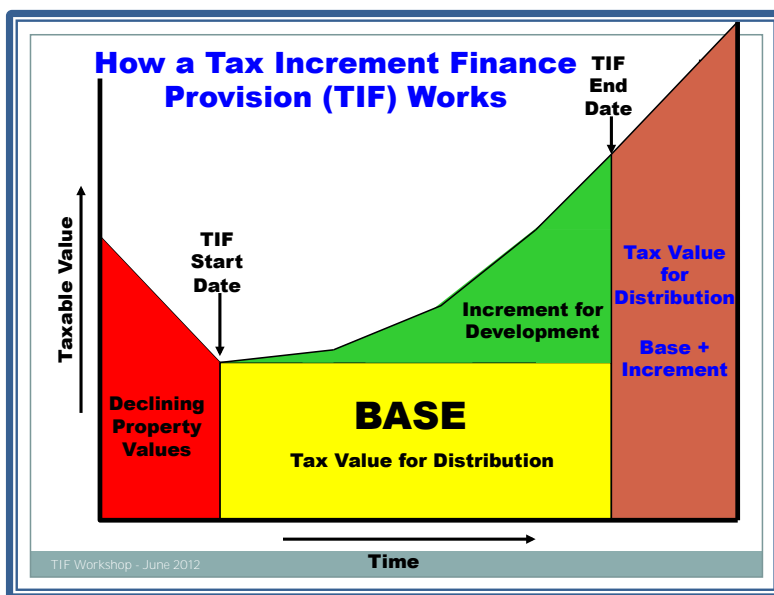 How a Tax Increment Finance
Provision (TIF) Works
TIF
End
Date
TIF
Start
Date
Taxable Value
Tax Value
for
Distribution
Base +
Increment
Increment for
Development
Declining
Property
Values
BASE
Tax Value for Distribution
Time
TIF Workshop - June 2012